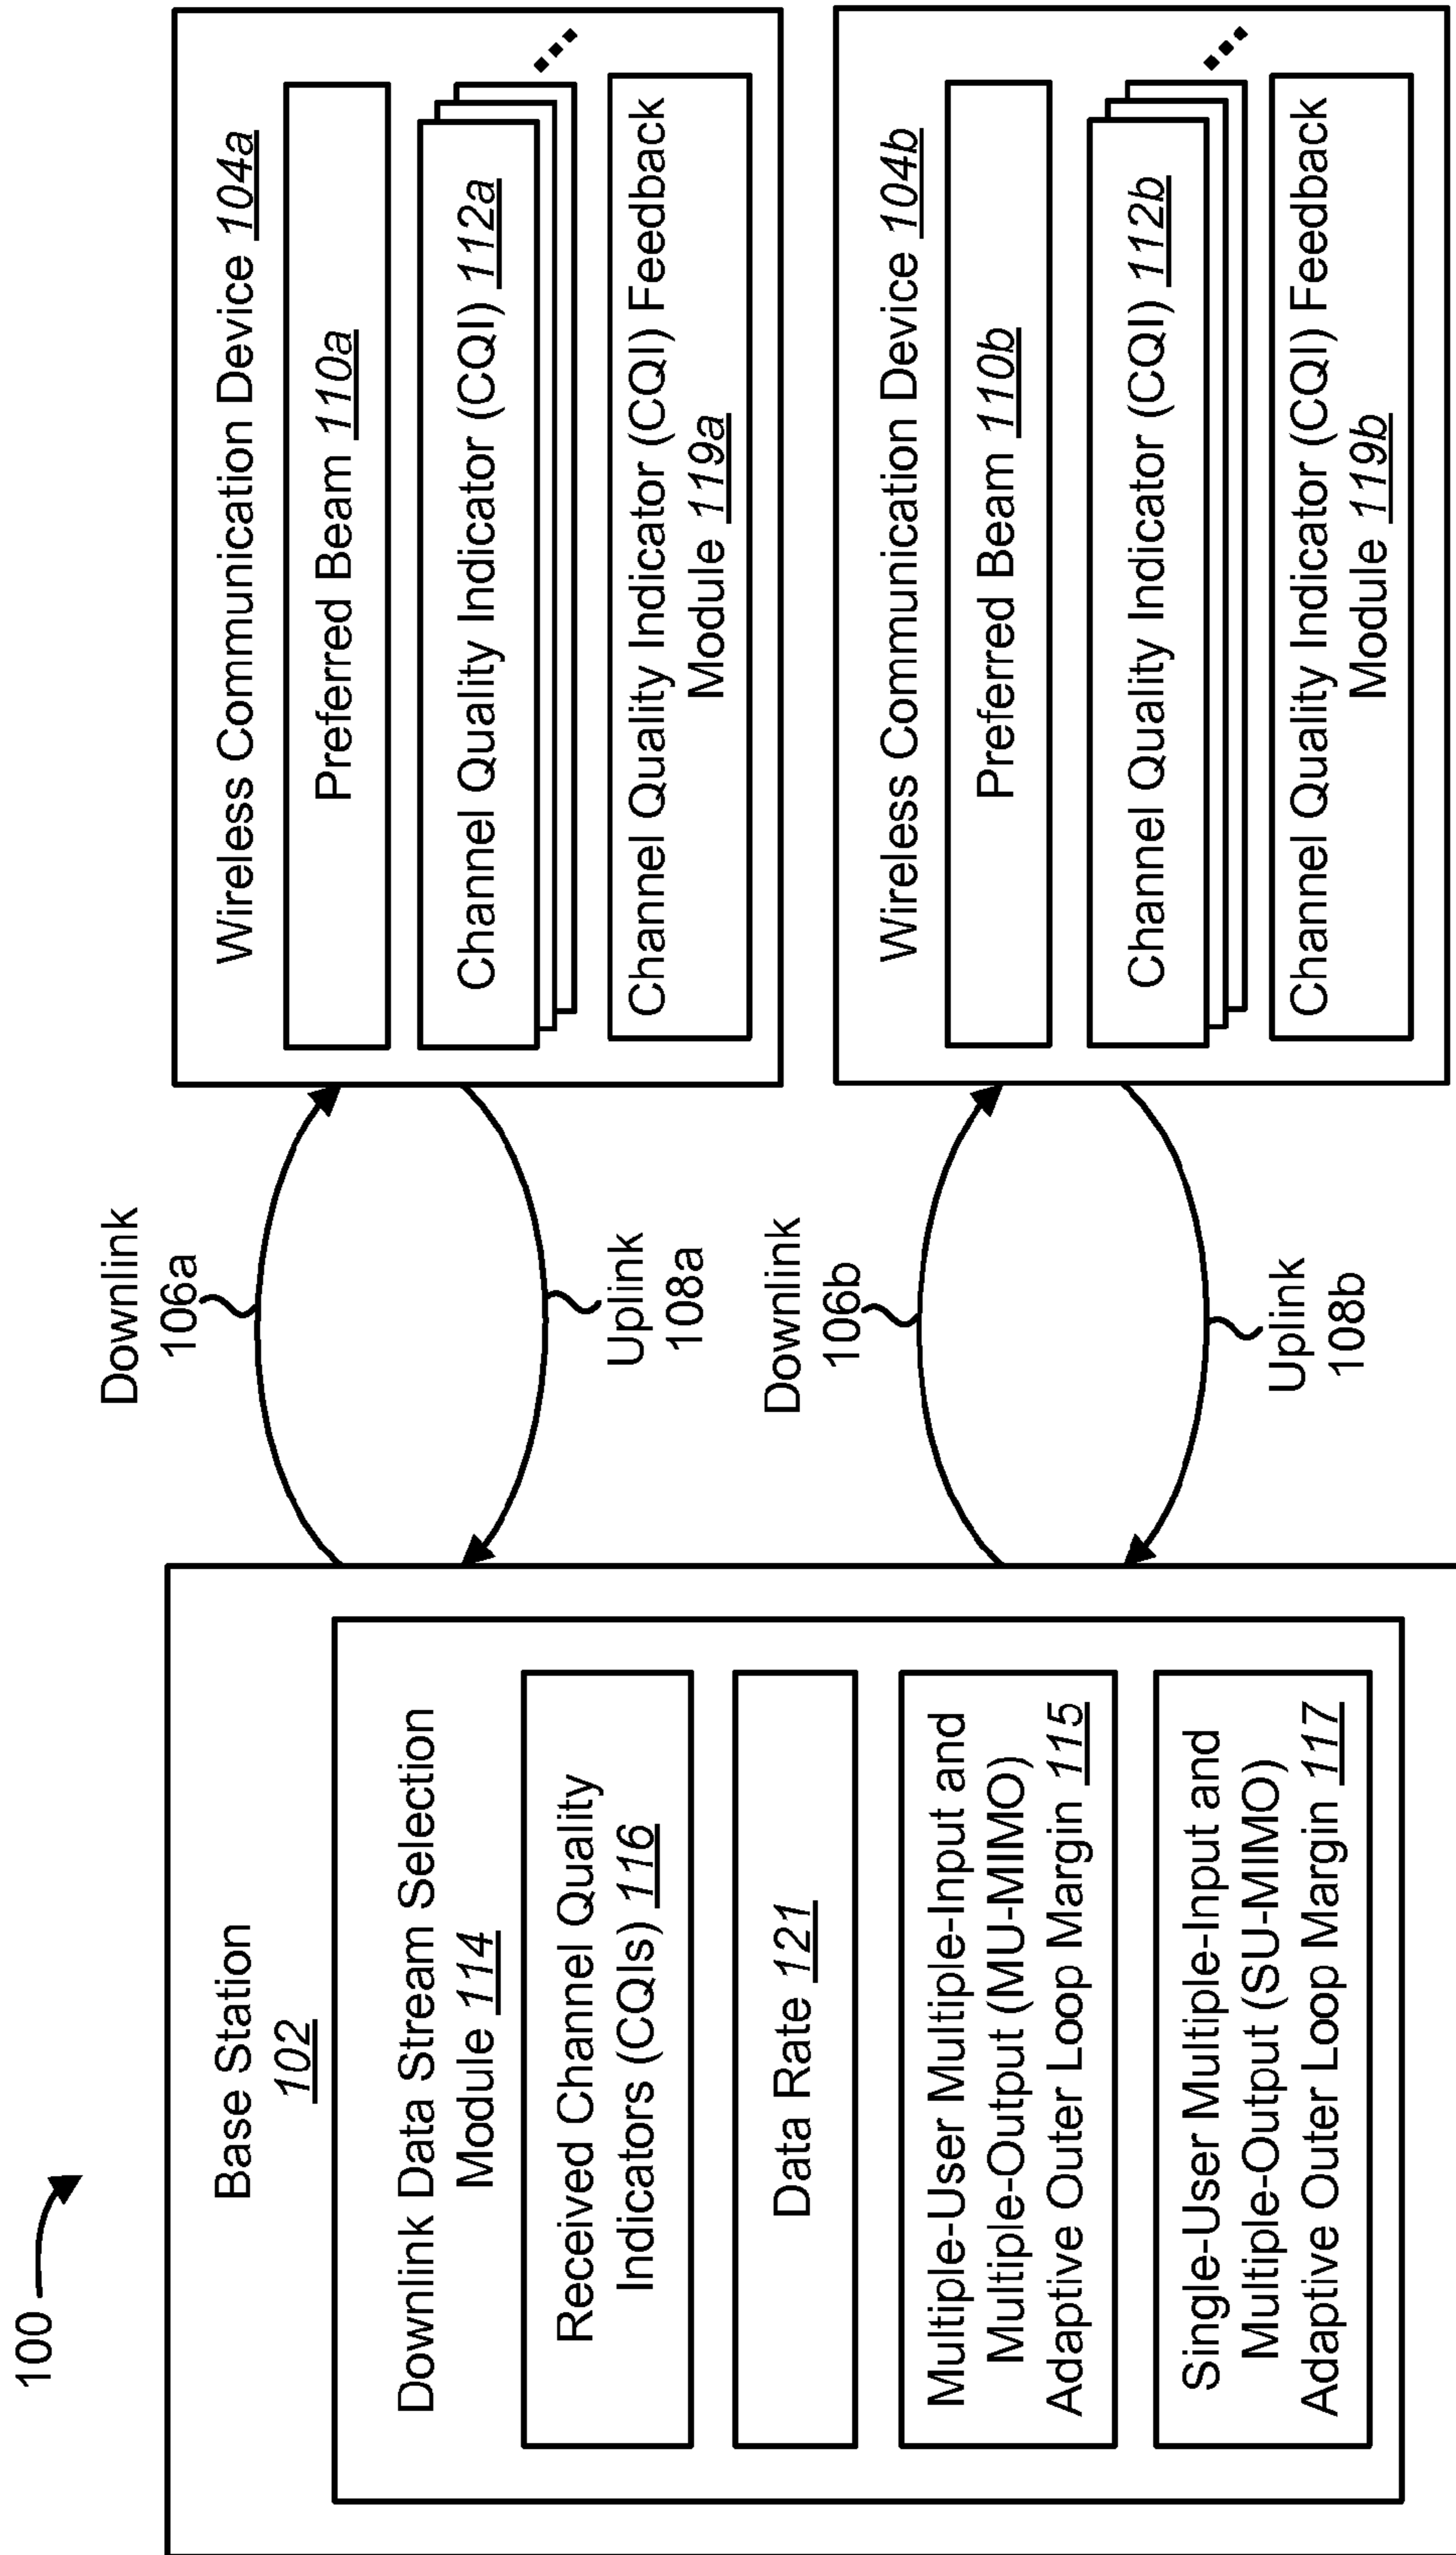 100
Base Station
102
Downlink Data Stream Selection
Module 114
Received Channel Quality
Indicators (CQIs) 116
Data Rate 121
Multiple-User Multiple-Input and
Multiple-Output (MU-MIMO)
Adaptive Outer Loop Margin 115
Single-User Multiple-Input and
Multiple-Output (SU-MIMO)
Adaptive Outer Loop Margin 117
Downlink
106a
Uplink
108a
Downlink
106b
Uplink
108b
Wireless Communication Device 104a
Preferred Beam 110a
Channel Quality Indicator (CQI) 112a
Channel Quality Indicator (CQI) Feedback
Module 119a
Wireless Communication Device 104b
Preferred Beam 110b
Channel Quality Indicator (CQI) 112b
Channel Quality Indicator (CQI) Feedback
Module 119b